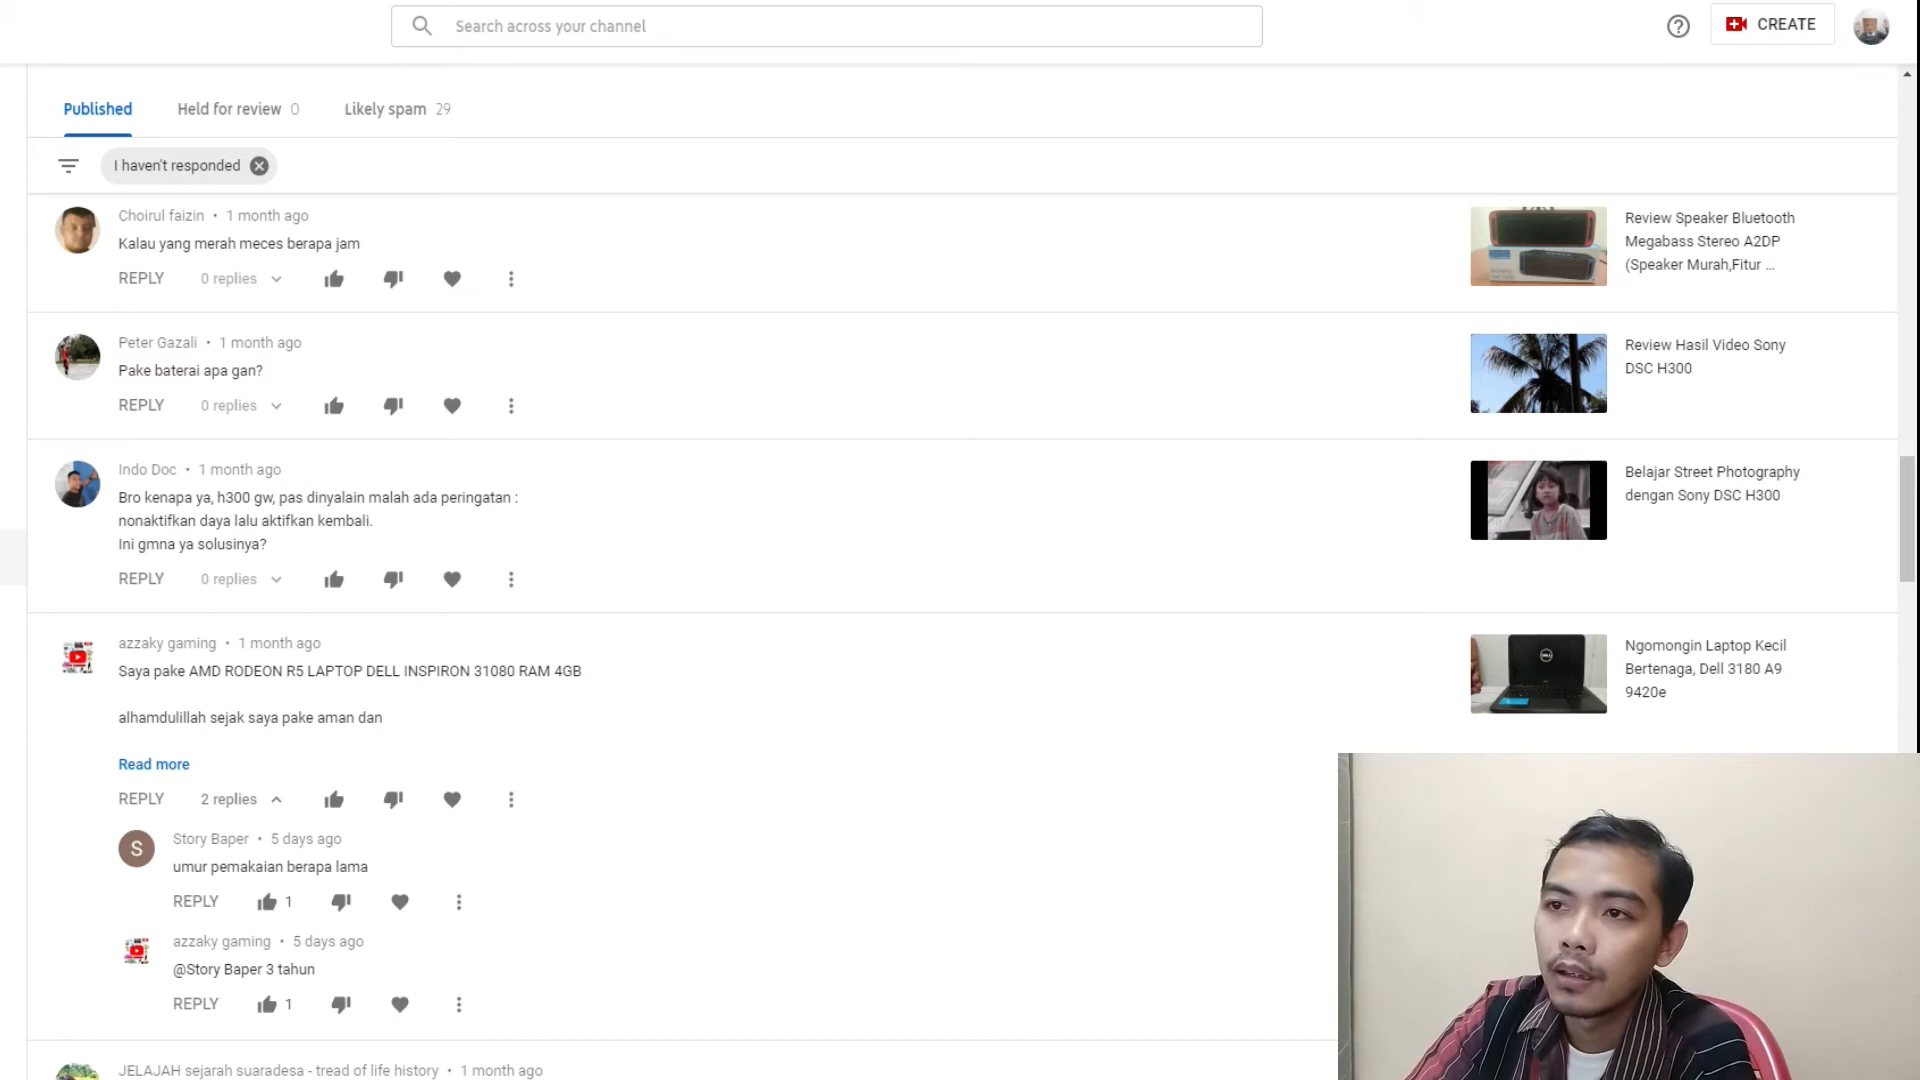 Search across your channel
CREATE
Published
Held for review 0
Likely spam 29
I haven't responded
Choirul faizin • 1 month ago
Kalau yang merah meces berapa jam
REPLY 0 replies
Review Speaker Bluetooth
Megabass Stereo A2DP
(Speaker Murah,Fitur ...
Peter Gazali • 1 month ago
Pake baterai apa gan?
REPLY 0 replies
Review Hasil Video Sony
DSC H300
Indo Doc • 1 month ago
Bro kenapa ya, h300 gw, pas dinyalain malah ada peringatan :
nonaktifkan daya lalu aktifkan kembali.
Ini gmna ya solusinya?
REPLY 0 replies
Belajar Street Photography
dengan Sony DSC H300
azzaky gaming • 1 month ago
Saya pake AMD RODEON R5 LAPTOP DELL INSPIRON 31080 RAM 4GB
alhamdulillah sejak saya pake aman dan
Read more
REPLY 2 replies
DELL
Ngomongin Laptop Kecil
Bertenaga, Dell 3180 A9
9420e
S
Story Baper • 5 days ago
umur pemakaian berapa lama
REPLY 1
azzaky gaming • 5 days ago
@Story Baper 3 tahun
REPLY 1
JELAJAH sejarah suaradesa - tread of life history • 1 month ago